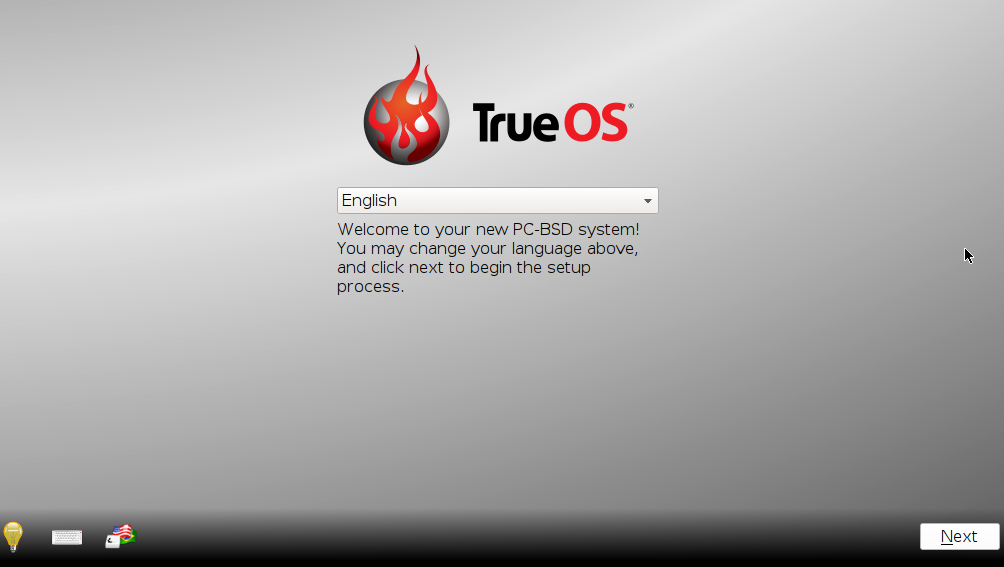 TrueOS®
English
Welcome to your new PC-BSD system!
You may change your language above,
and click next to begin the setup
process.
Next